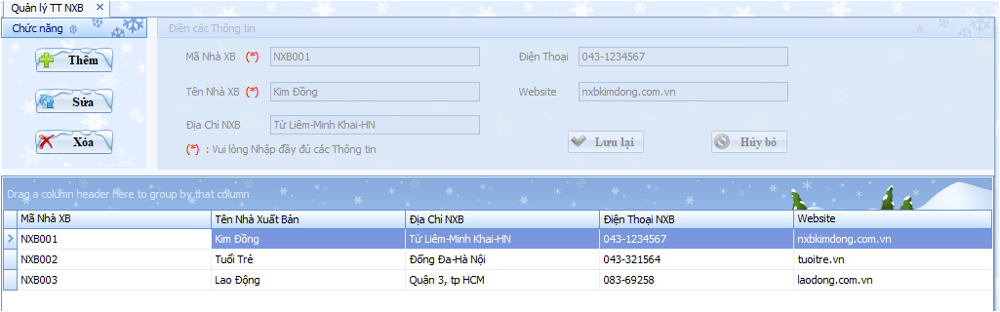 Quản lý TT NXB
Chức năng
Thêm
Sửa
Xóa
Điền các Thông tin
Mã Nhà XB (*) NXB001
Điện Thoại 043-1234567
Tên Nhà XB (*) Kim Đồng
Website nxbkimdong.com.vn
Địa Chỉ NXB Từ Liêm-Minh Khai-HN
(*) : Vui lòng Nhập đầy đủ các Thông tin
Lưu lại
Hủy bỏ
Drag a column header here to group by that column
Mã Nhà XB Tên Nhà Xuất Bản Địa Chỉ NXB Điện Thoại NXB Website
NXB001 Kim Đồng Từ Liêm-Minh Khai-HN 043-1234567 nxbkimdong.com.vn
NXB002 Tuổi Trẻ Đống Đa-Hà Nội 043-321564 tuoitre.vn
NXB003 Lao Động Quận 3, tp HCM 083-69258 laodong.com.vn